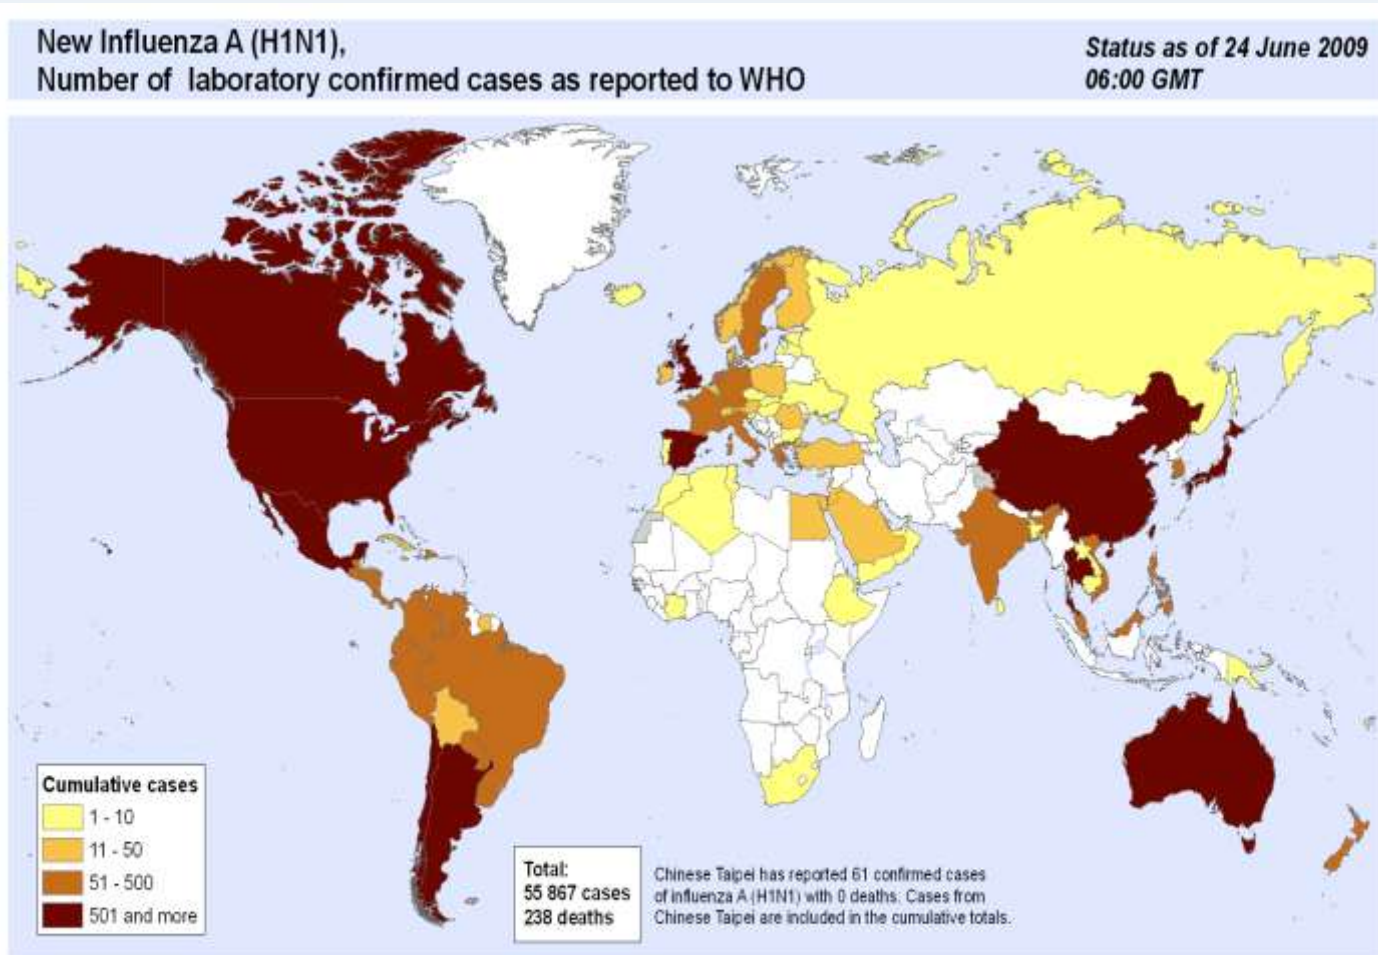 New Influenza A (H1N1),
Number of laboratory confirmed cases as reported to WHO
Status as of 24 June 2009
06:00 GMT
Cumulative cases
1 - 10
11 - 50
51 - 500
501 and more
Total:
55 867 cases
238 deaths
Chinese Taipei has reported 61 confirmed cases
of influenza A (H1N1) with 0 deaths. Cases from
Chinese Taipei are included in the cumulative totals.